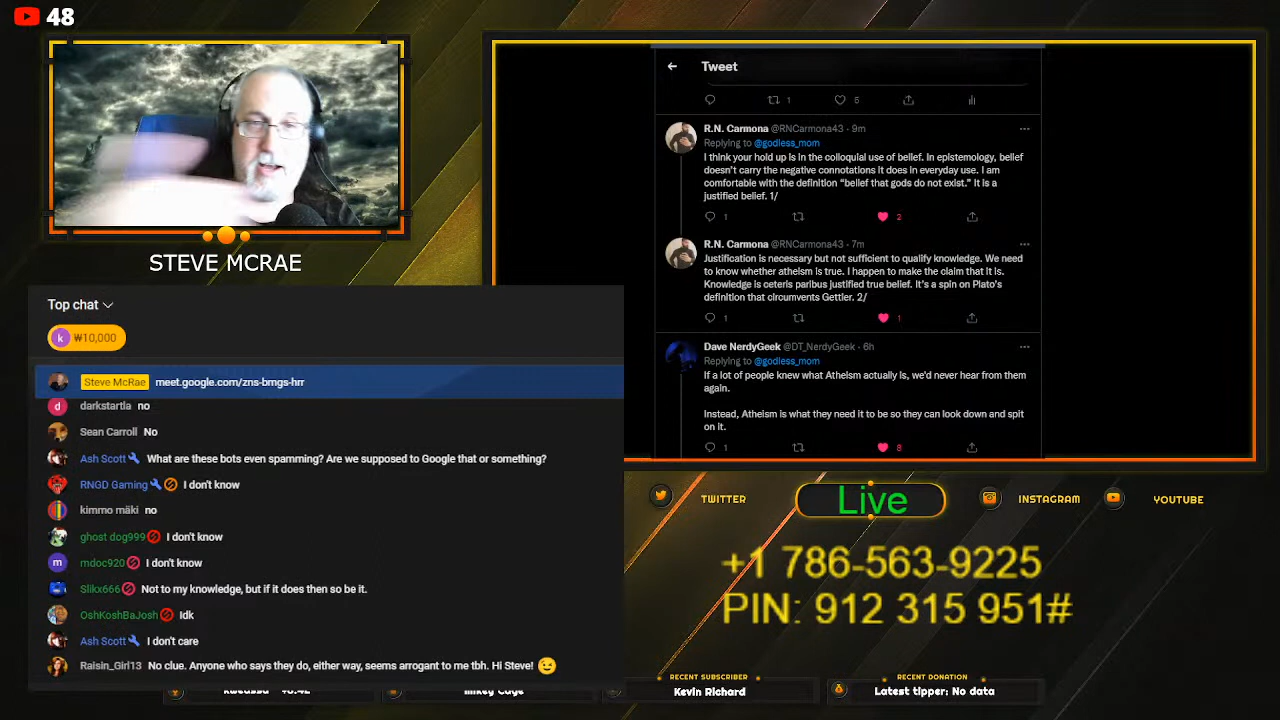 48
STEVE MCRAE
Top chat
k ₩10,000
Steve McRae meet.google.com/zns-bmgs-hrr
d darkstartla no
Sean Carroll No
Ash Scott What are these bots even spamming? Are we supposed to Google that or something?
RNGD Gaming I don't know
kimmo mäki no
ghost dog999 I don't know
m mdoc920 I don't know
Slikx666 Not to my knowledge, but if it does then so be it.
OshKoshBaJosh Idk
Ash Scott I don't care
Raisin_Girl13 No clue. Anyone who says they do, either way, seems arrogant to me tbh. Hi Steve!
Tweet
1 6
R.N. Carmona @RNCarmona43 · 9m
Replying to @godless_mom
I think your hold up is in the colloquial use of belief. In epistemology, belief
doesn't carry the negative connotations it does in everyday use. I am
comfortable with the definition "belief that gods do not exist." It is a
justified belief. 1/
1 2
R.N. Carmona @RNCarmona43 · 7m
Justification is necessary but not sufficient to qualify knowledge. We need
to know whether atheism is true. I happen to make the claim that it is.
Knowledge is ceteris paribus justified true belief. It's a spin on Plato's
definition that circumvents Gettier. 2/
1 1
Dave NerdyGeek @DT_NerdyGeek · 6h
Replying to @godless_mom
If a lot of people knew what Atheism actually is, we'd never hear from them
again.
Instead, Atheism is what they need it to be so they can look down and spit
on it.
1 8
TWITTER Live INSTAGRAM YOUTUBE
+1 786-563-9225
PIN: 912 315 951#
Mikey Cage
RECENT SUBSCRIBER
Kevin Richard
RECENT DONATION
Latest tipper: No data